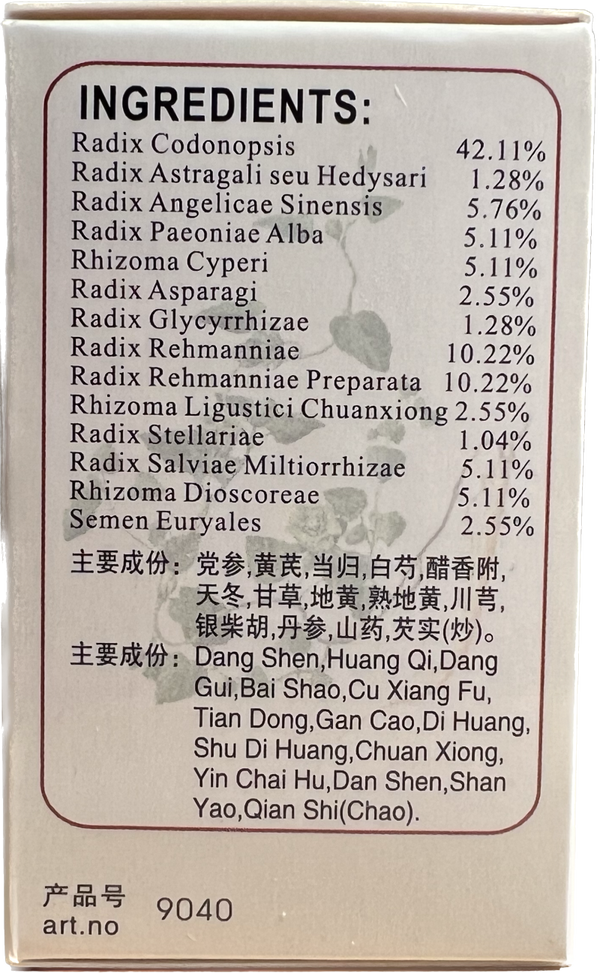 INGREDIENTS:
Radix Codonopsis 42.11%
Radix Astragali seu Hedysari 1.28%
Radix Angelicae Sinensis 5.76%
Radix Paeoniae Alba 5.11%
Rhizoma Cyperi 5.11%
Radix Asparagi 2.55%
Radix Glycyrrhizae 1.28%
Radix Rehmanniae 10.22%
Radix Rehmanniae Preparata 10.22%
Rhizoma Ligustici Chuanxiong 2.55%
Radix Stellariae 1.04%
Radix Salviae Miltiorrhizae 5.11%
Rhizoma Dioscoreae 5.11%
Semen Euryales 2.55%
主要成份：党参,黄芪,当归,白芍,醋香附,
天冬,甘草,地黄,熟地黄,川芎,
银柴胡,丹参,山药,芡实(炒)。
主要成份：Dang Shen,Huang Qi,Dang
Gui,Bai Shao,Cu Xiang Fu,
Tian Dong,Gan Cao,Di Huang,
Shu Di Huang,Chuan Xiong,
Yin Chai Hu,Dan Shen,Shan
Yao,Qian Shi(Chao).
产品号 9040
art.no